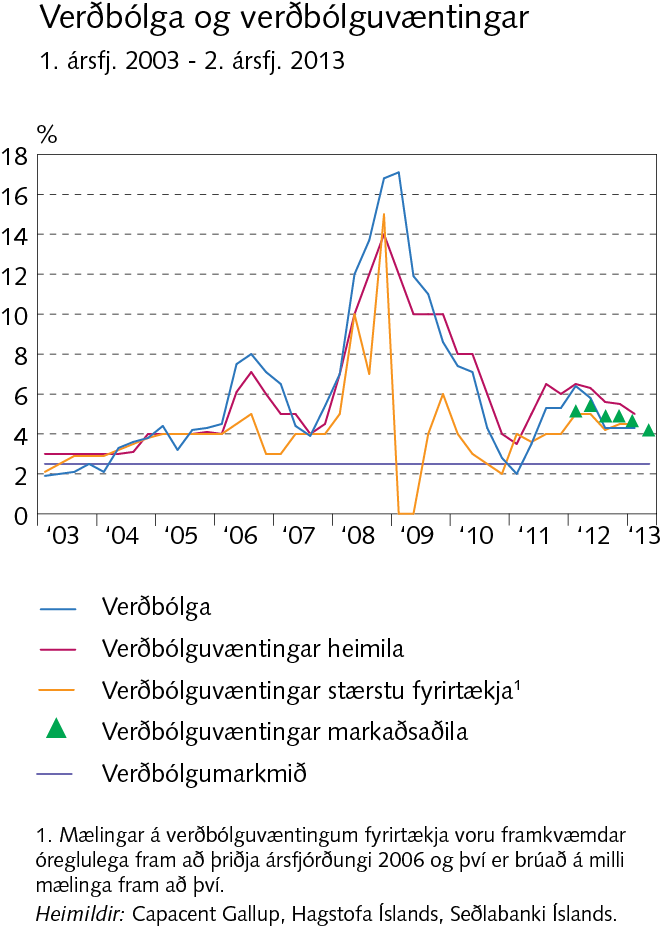 Verðbólga og verðbólguvæntingar
1. ársfj. 2003 - 2. ársfj. 2013
%
18
16
14
12
10
8
6
4
2
0
‘03 ‘04 ‘05 ‘06 ‘07 ‘08 ‘09 ‘10 ‘11 ‘12 ‘13
Verðbólga
Verðbólguvæntingar heimila
Verðbólguvæntingar stærstu fyrirtækja¹
Verðbólguvæntingar markaðsaðila
Verðbólgumarkmið
1. Mælingar á verðbólguvæntingum fyrirtækja voru framkvæmdar
óreglulega fram að þriðja ársfjórðungi 2006 og því er brúað á milli
mælinga fram að því.
Heimildir: Capacent Gallup, Hagstofa Íslands, Seðlabanki Íslands.